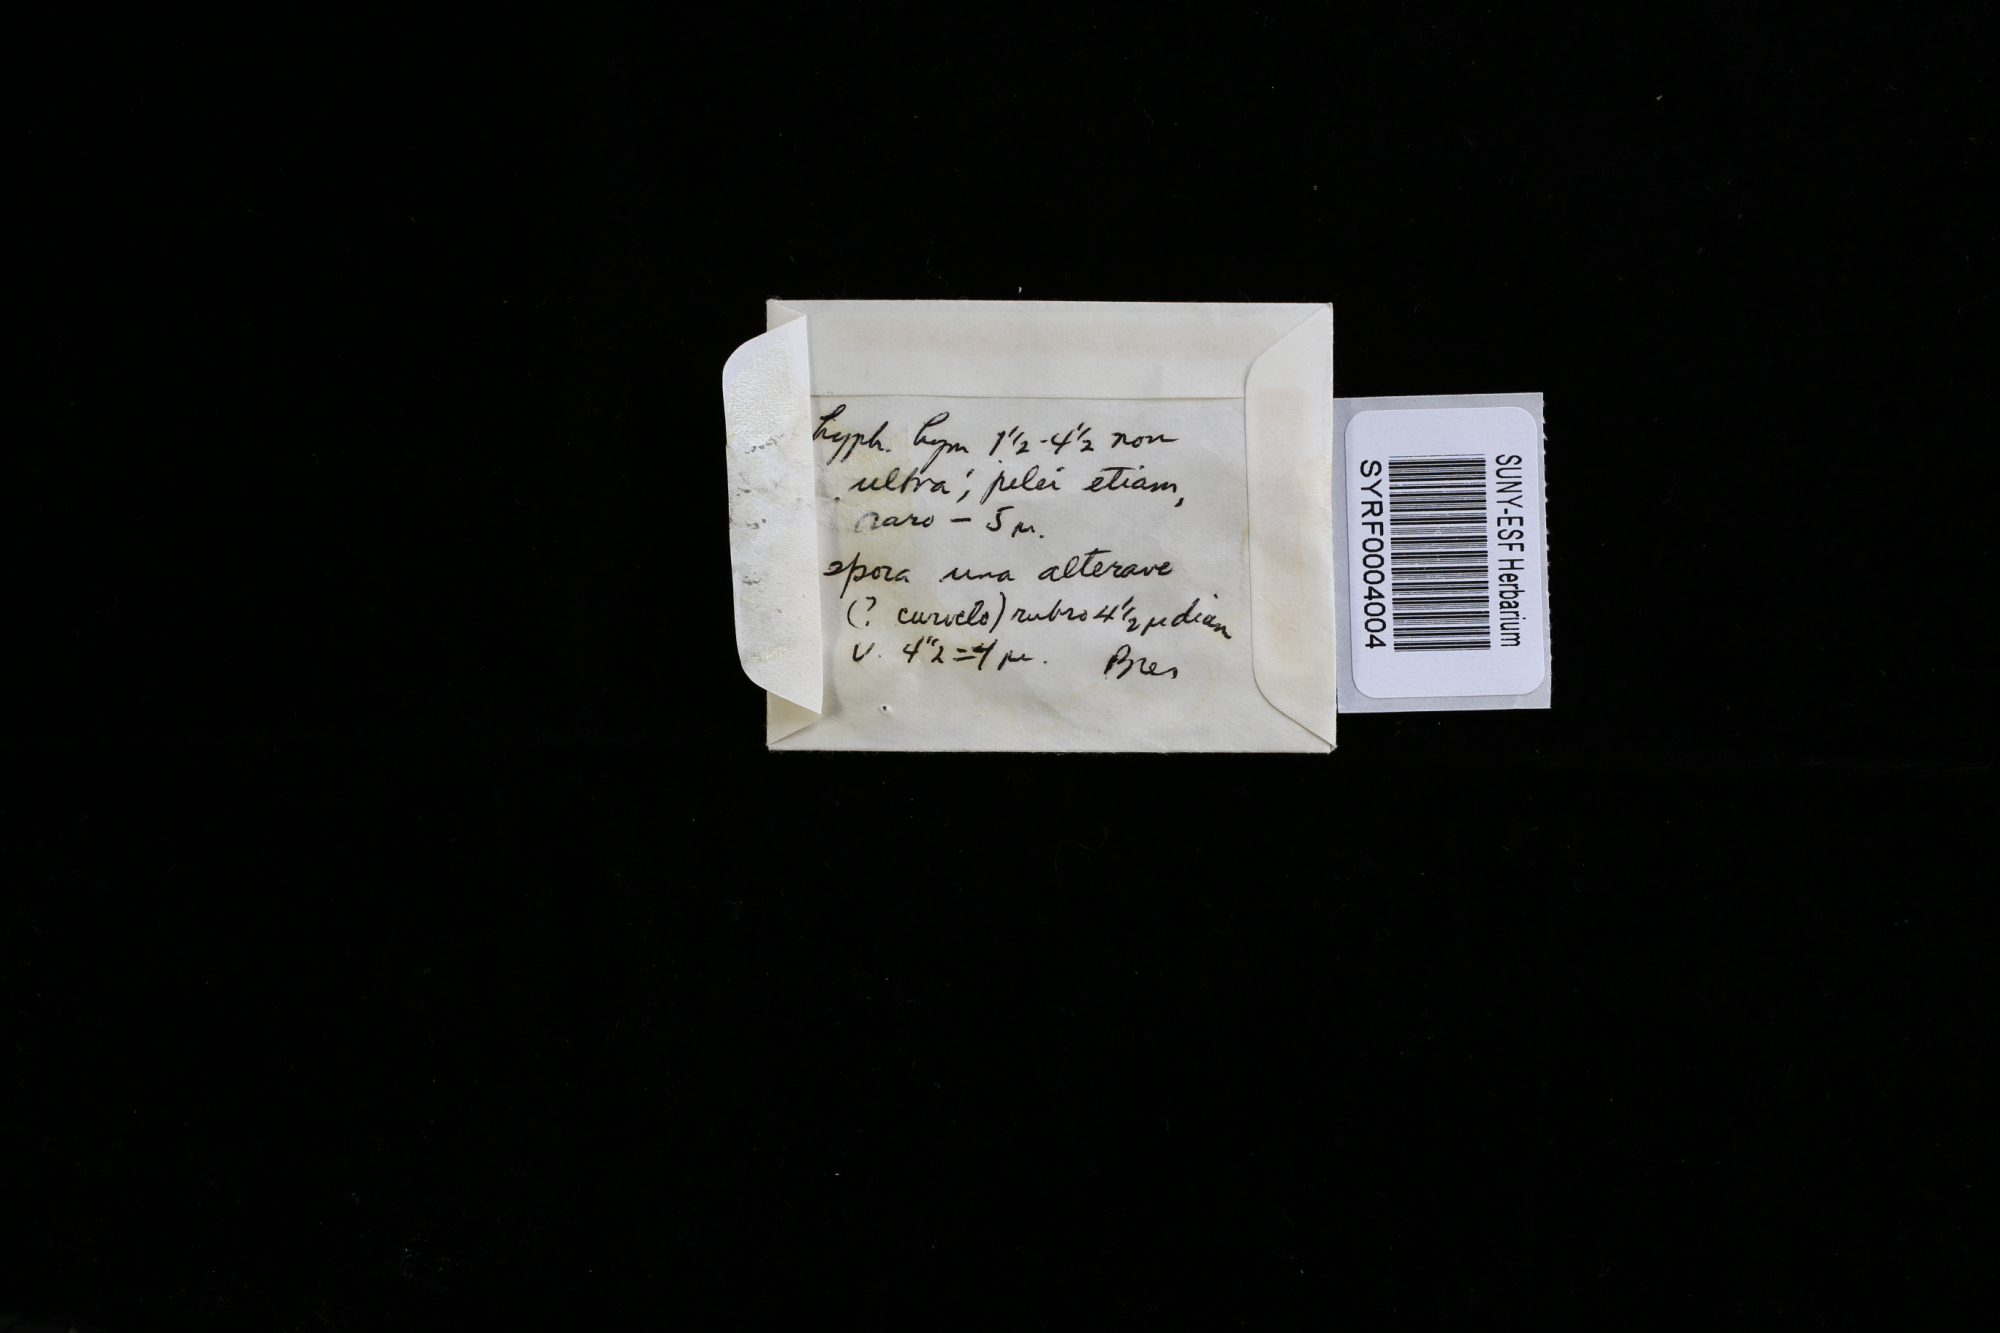 hyph. hym 1½-4½ non
ultra; pilei etiam,
raro - 5 µ.
spora una alterave
(? curvelo) rubro 4½ µ diam
v. 4½=4 µ. Bres
SUNY-ESF Herbarium
SYRF0004004